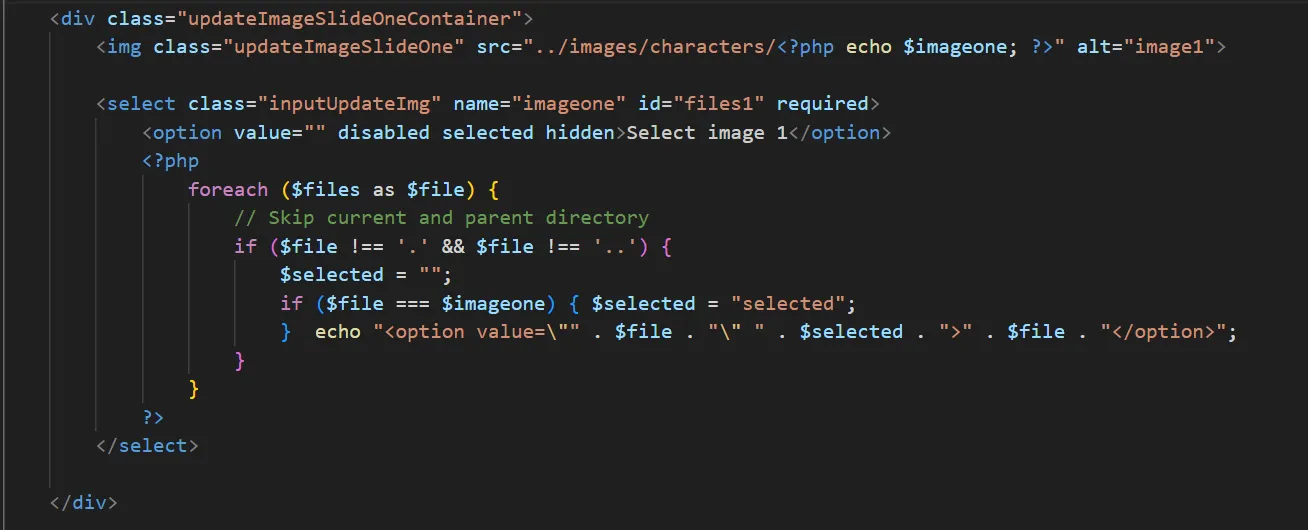 <div class="updateImageSlideOneContainer">
<img class="updateImageSlideOne" src="../images/characters/<?php echo $imageone; ?>" alt="image1">
<select class="inputUpdateImg" name="imageone" id="files1" required>
<option value="" disabled selected hidden>Select image 1</option>
<?php
foreach ($files as $file) {
// Skip current and parent directory
if ($file !== '.' && $file !== '..') {
$selected = "";
if ($file === $imageone) { $selected = "selected";
}  echo "<option value=\"" . $file . "\" " . $selected . ">" . $file . "</option>";
}
}
?>
</select>
</div>